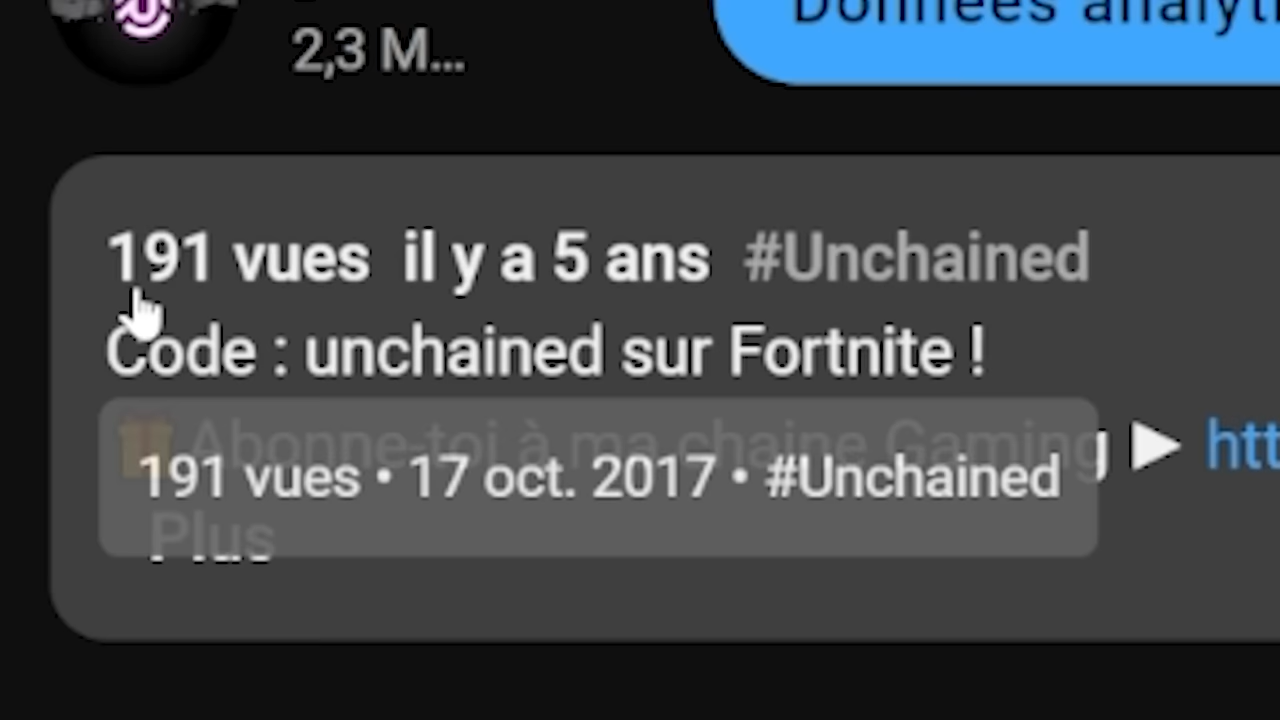 2,3 M...
Données analyt
191 vues il y a 5 ans #Unchained
Code : unchained sur Fortnite !
Abonne-toi à ma chaine Gaming ▶ htt
191 vues • 17 oct. 2017 • #Unchained
Plus